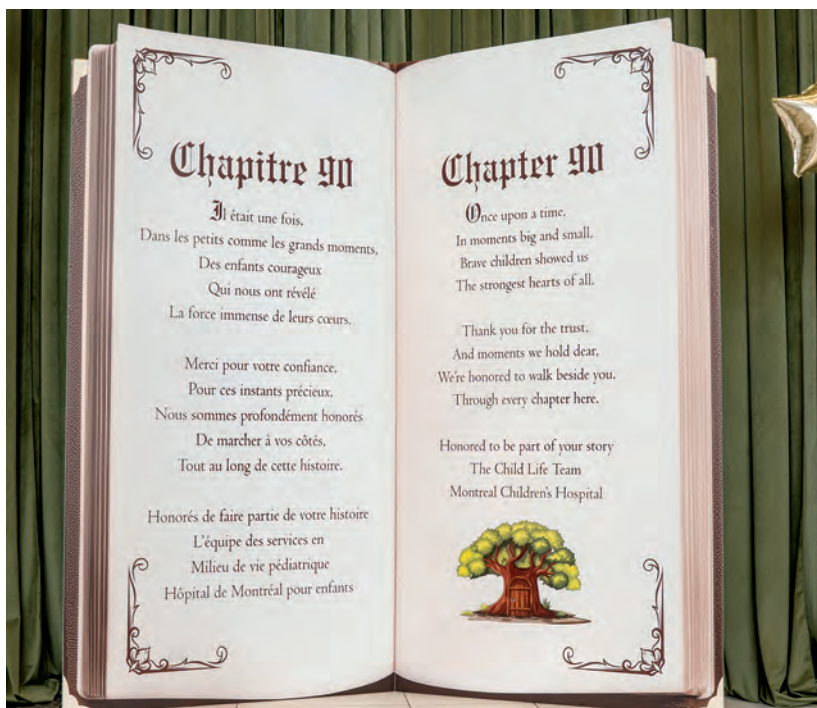 Chapitre 90
Il était une fois,
Dans les petits comme les grands moments,
Des enfants courageux
Qui nous ont révélé
La force immense de leurs cœurs.
Merci pour votre confiance,
Pour ces instants précieux.
Nous sommes profondément honorés
De marcher à vos côtés,
Tout au long de cette histoire.
Honorés de faire partie de votre histoire
L'équipe des services en
Milieu de vie pédiatrique
Hôpital de Montréal pour enfants
Chapter 90
Once upon a time,
In moments big and small,
Brave children showed us
The strongest hearts of all.
Thank you for the trust,
And moments we hold dear,
We're honored to walk beside you,
Through every chapter here.
Honored to be part of your story
The Child Life Team
Montreal Children's Hospital